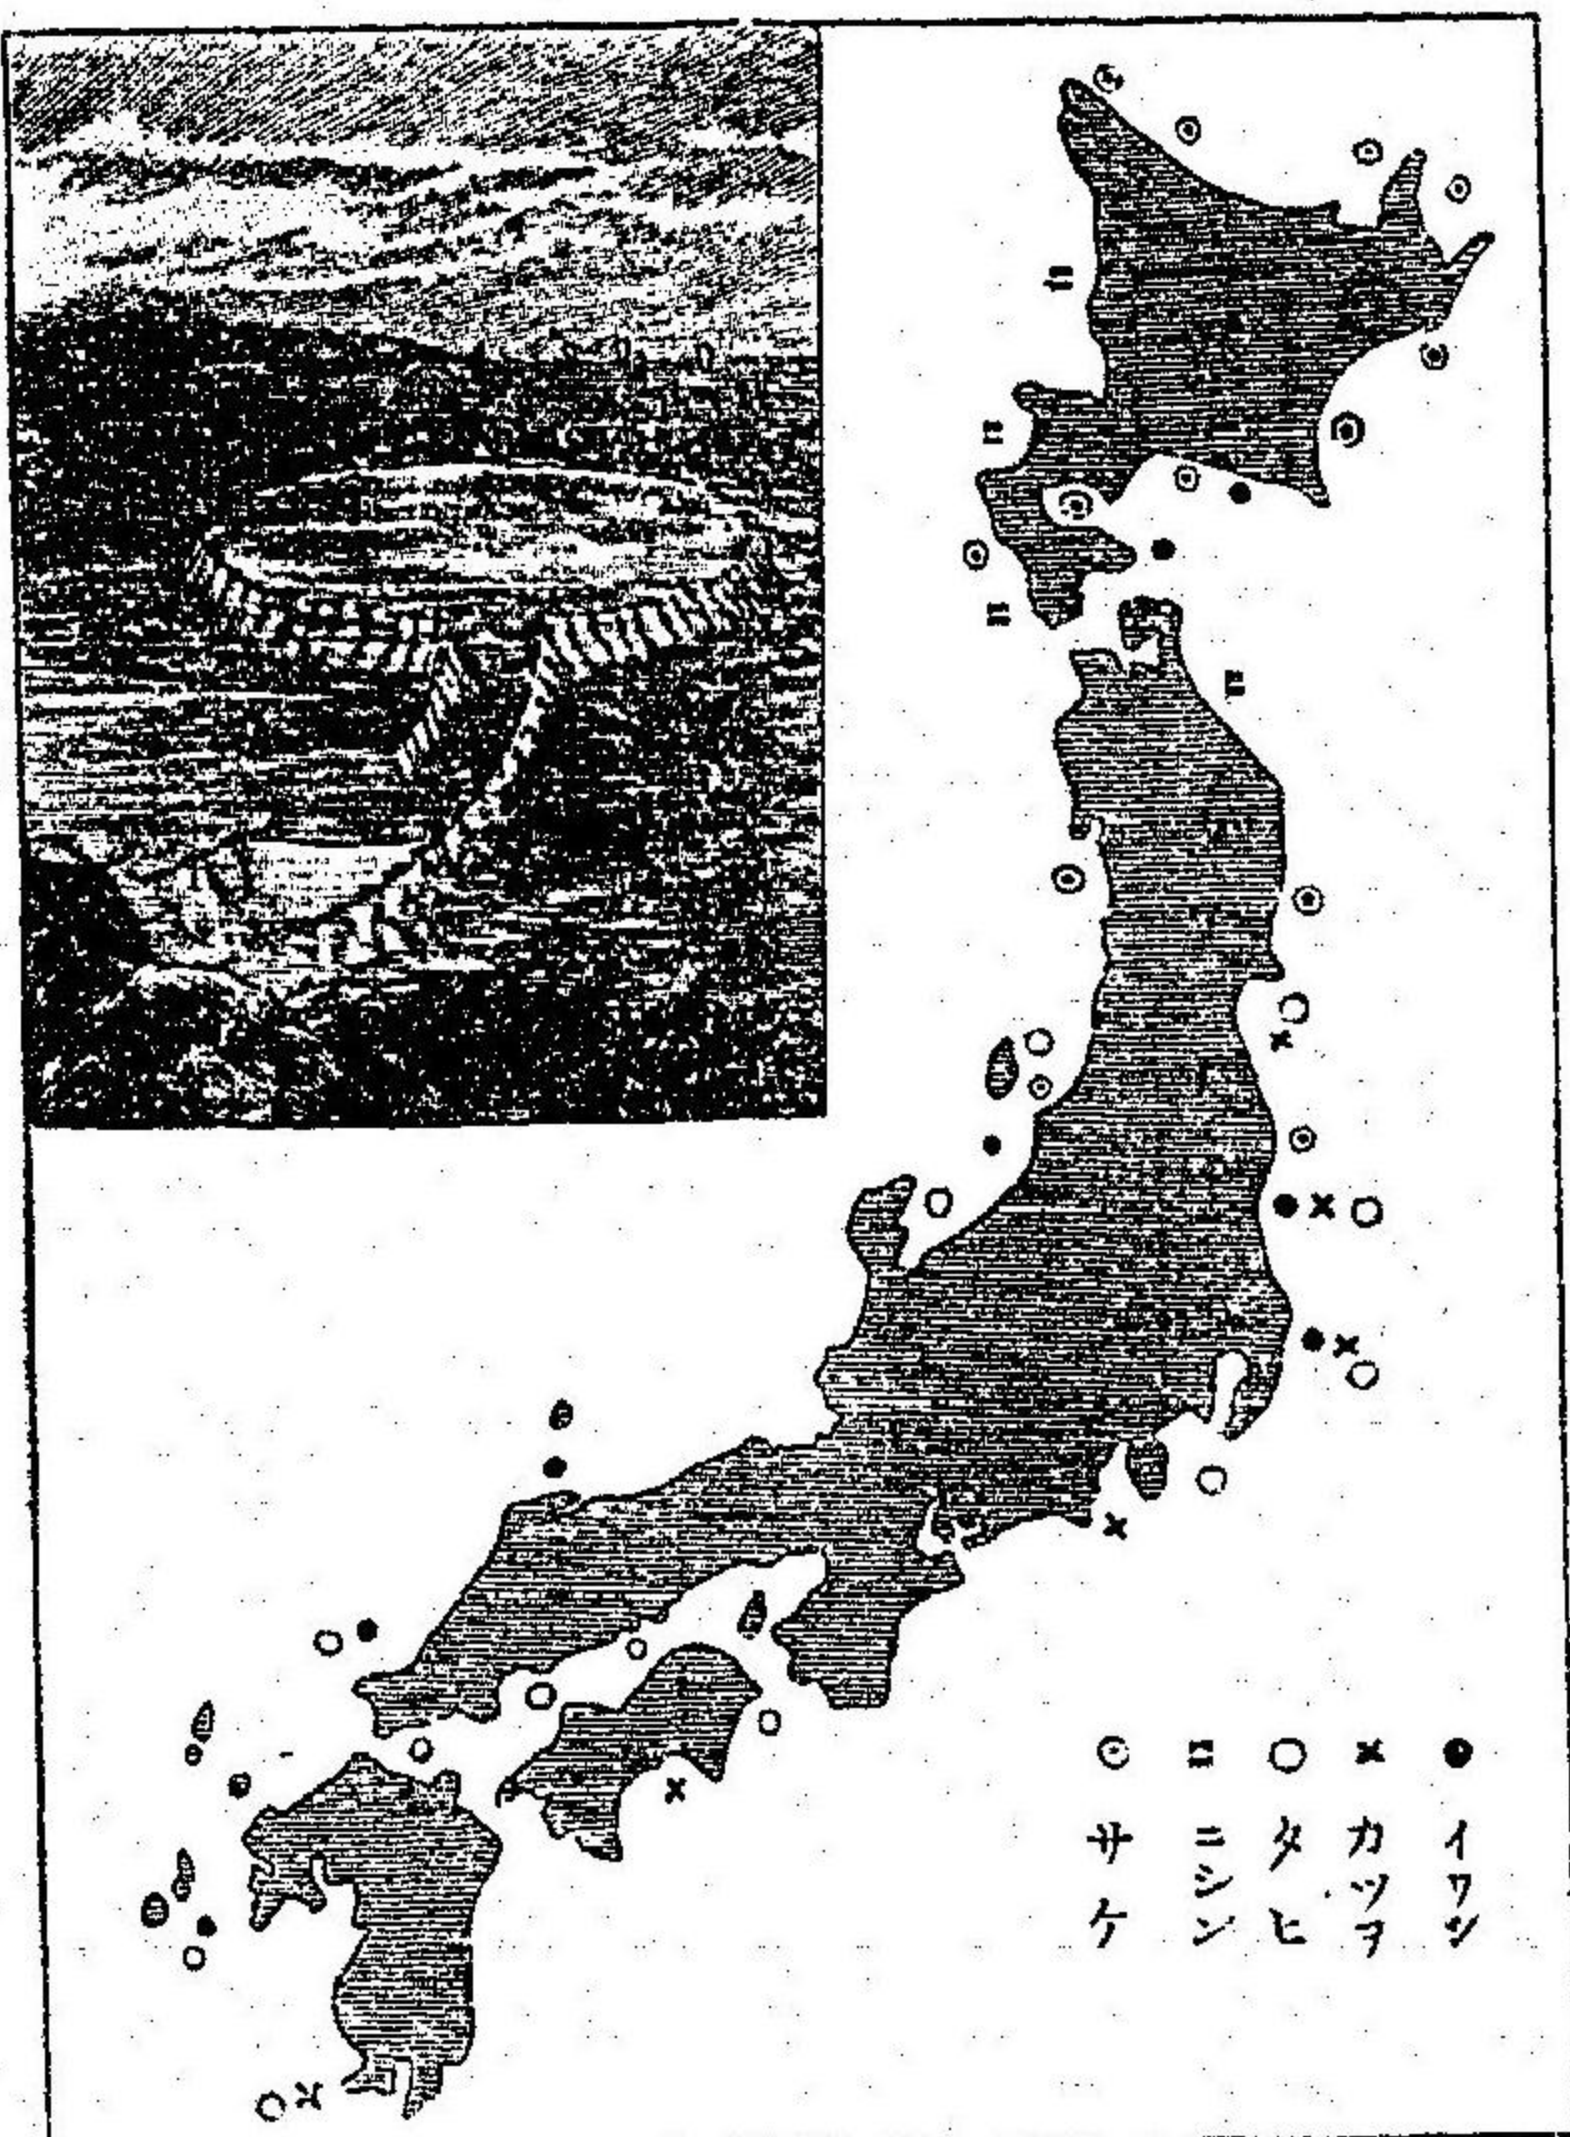 ● イワシ
× カツヲ
○ タヒ
〓 ニシン
◎ サケ